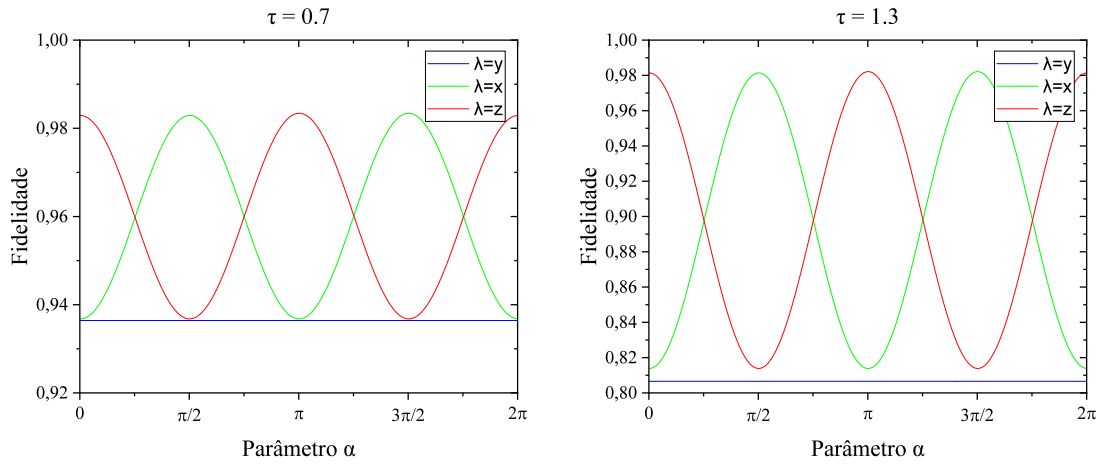 τ = 0.7
1,00
0,98
0,96
0,94
0,92
Fidelidade
λ=y
λ=x
λ=z
0
π/2
π
3π/2
2π
Parâmetro α
τ = 1.3
1,00
0,98
0,96
0,94
0,92
0,90
0,88
0,86
0,84
0,82
0,80
Fidelidade
λ=y
λ=x
λ=z
0
π/2
π
3π/2
2π
Parâmetro α